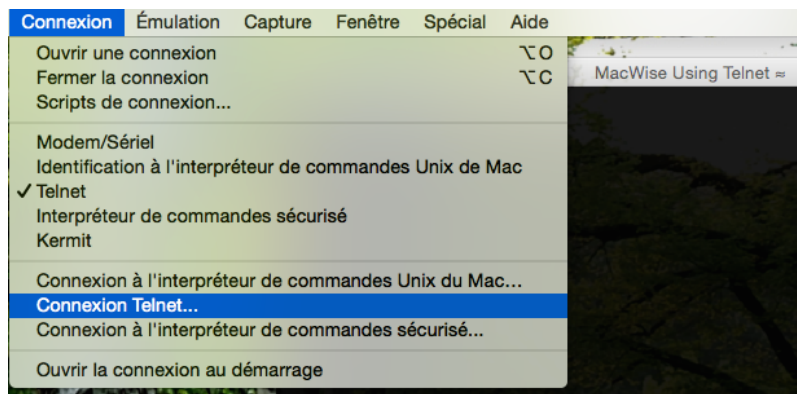 Connexion Émulation Capture Fenêtre Spécial Aide
Ouvrir une connexion ⌥O
Fermer la connexion ⌥C
Scripts de connexion...
MacWise Using Telnet ≈
Modem/Sériel
Identification à l'interpréteur de commandes Unix de Mac
✓ Telnet
Interpréteur de commandes sécurisé
Kermit
Connexion à l'interpréteur de commandes Unix du Mac...
Connexion Telnet...
Connexion à l'interpréteur de commandes sécurisé...
Ouvrir la connexion au démarrage